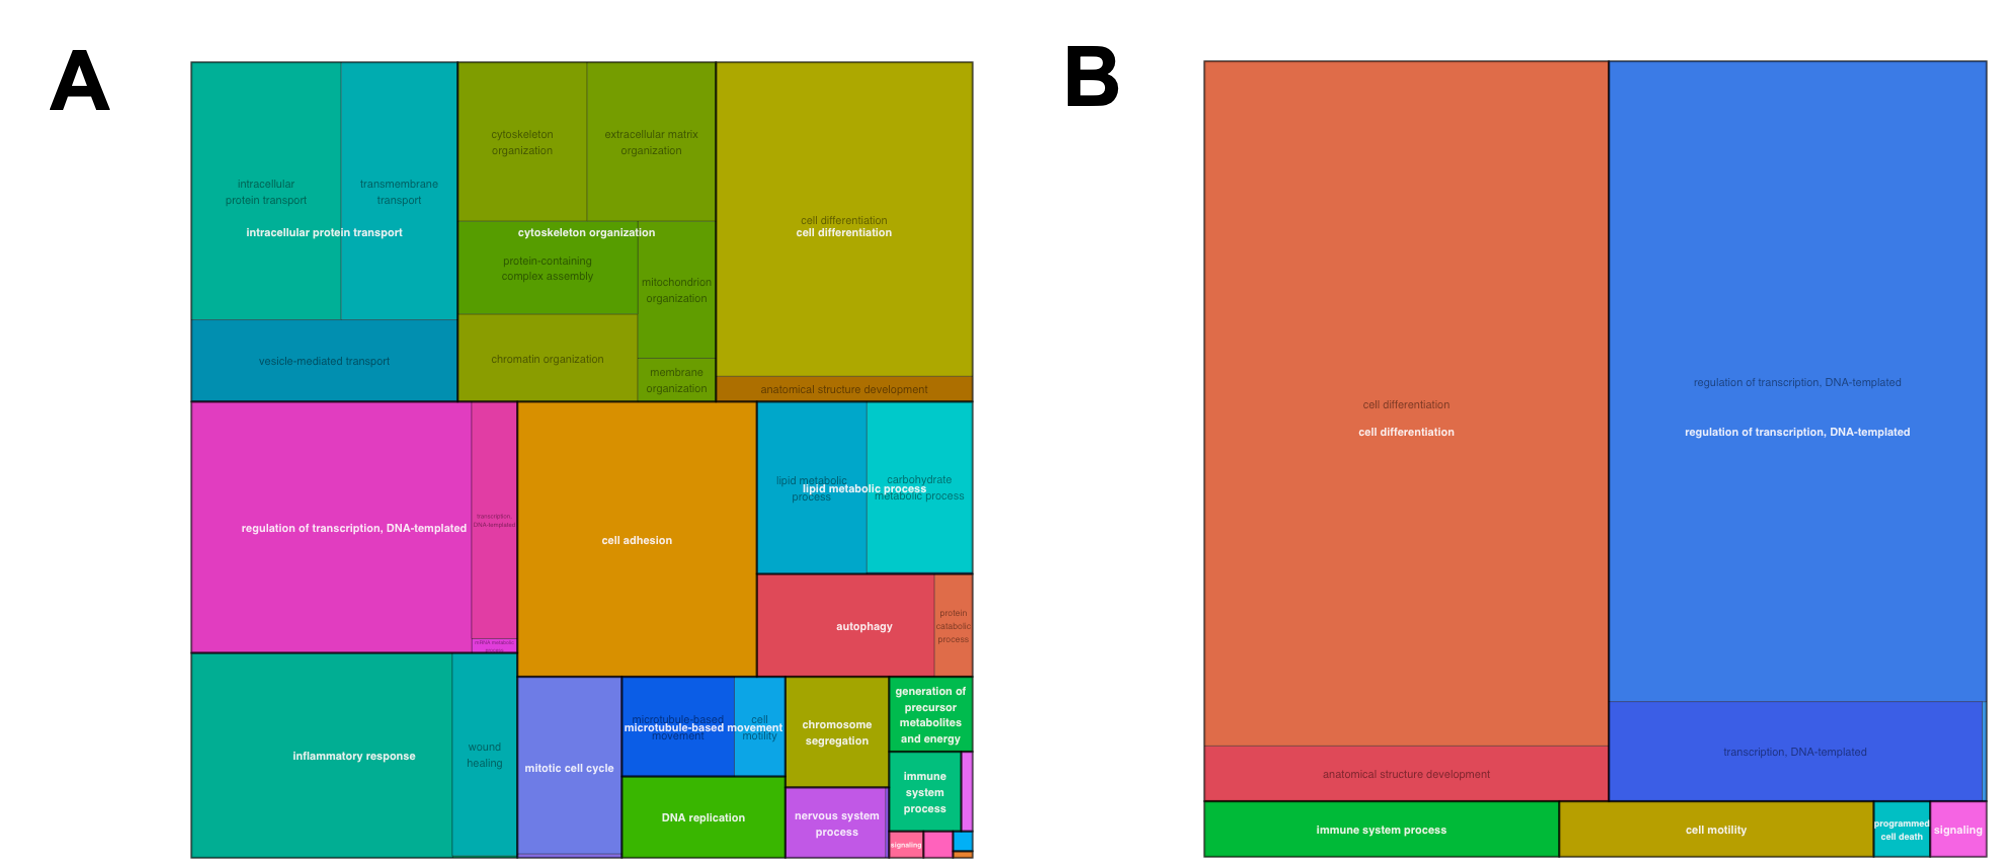 A
B
cytoskeleton
organization
extracellular matrix
organization
intracellular
protein transport
transmembrane
transport
intracellular protein transport
cytoskeleton organization
cell differentiation
cell differentiation
protein-containing
complex assembly
mitochondrion
organization
vesicle-mediated transport
chromatin organization
membrane
organization
anatomical structure development
regulation of transcription, DNA-templated
transcription,
DNA-templated
cell adhesion
lipid metabolic
process
carbohydrate
metabolic process
lipid metabolic process
autophagy
protein
catabolic
process
mRNA metabolic
process
inflammatory response
wound
healing
mitotic cell cycle
microtubule-based
movement
cell
motility
microtubule-based movement
chromosome
segregation
generation of
precursor
metabolites
and energy
immune
system
process
DNA replication
nervous system
process
signaling
cell differentiation
cell differentiation
regulation of transcription, DNA-templated
regulation of transcription, DNA-templated
anatomical structure development
transcription, DNA-templated
immune system process
cell motility
programmed
cell death
signaling